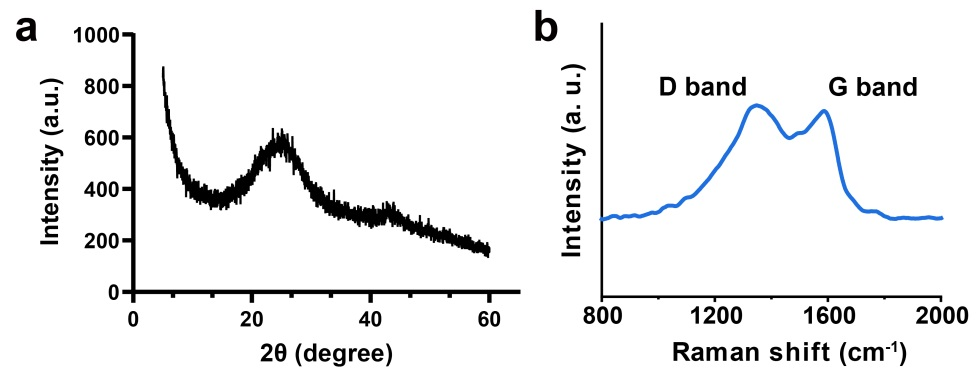 a
1000
800
600
400
200
0
0 20 40 60
Intensity (a.u.)
2θ (degree)
b
D band G band
Intensity (a. u.)
800 1200 1600 2000
Raman shift (cm⁻¹)